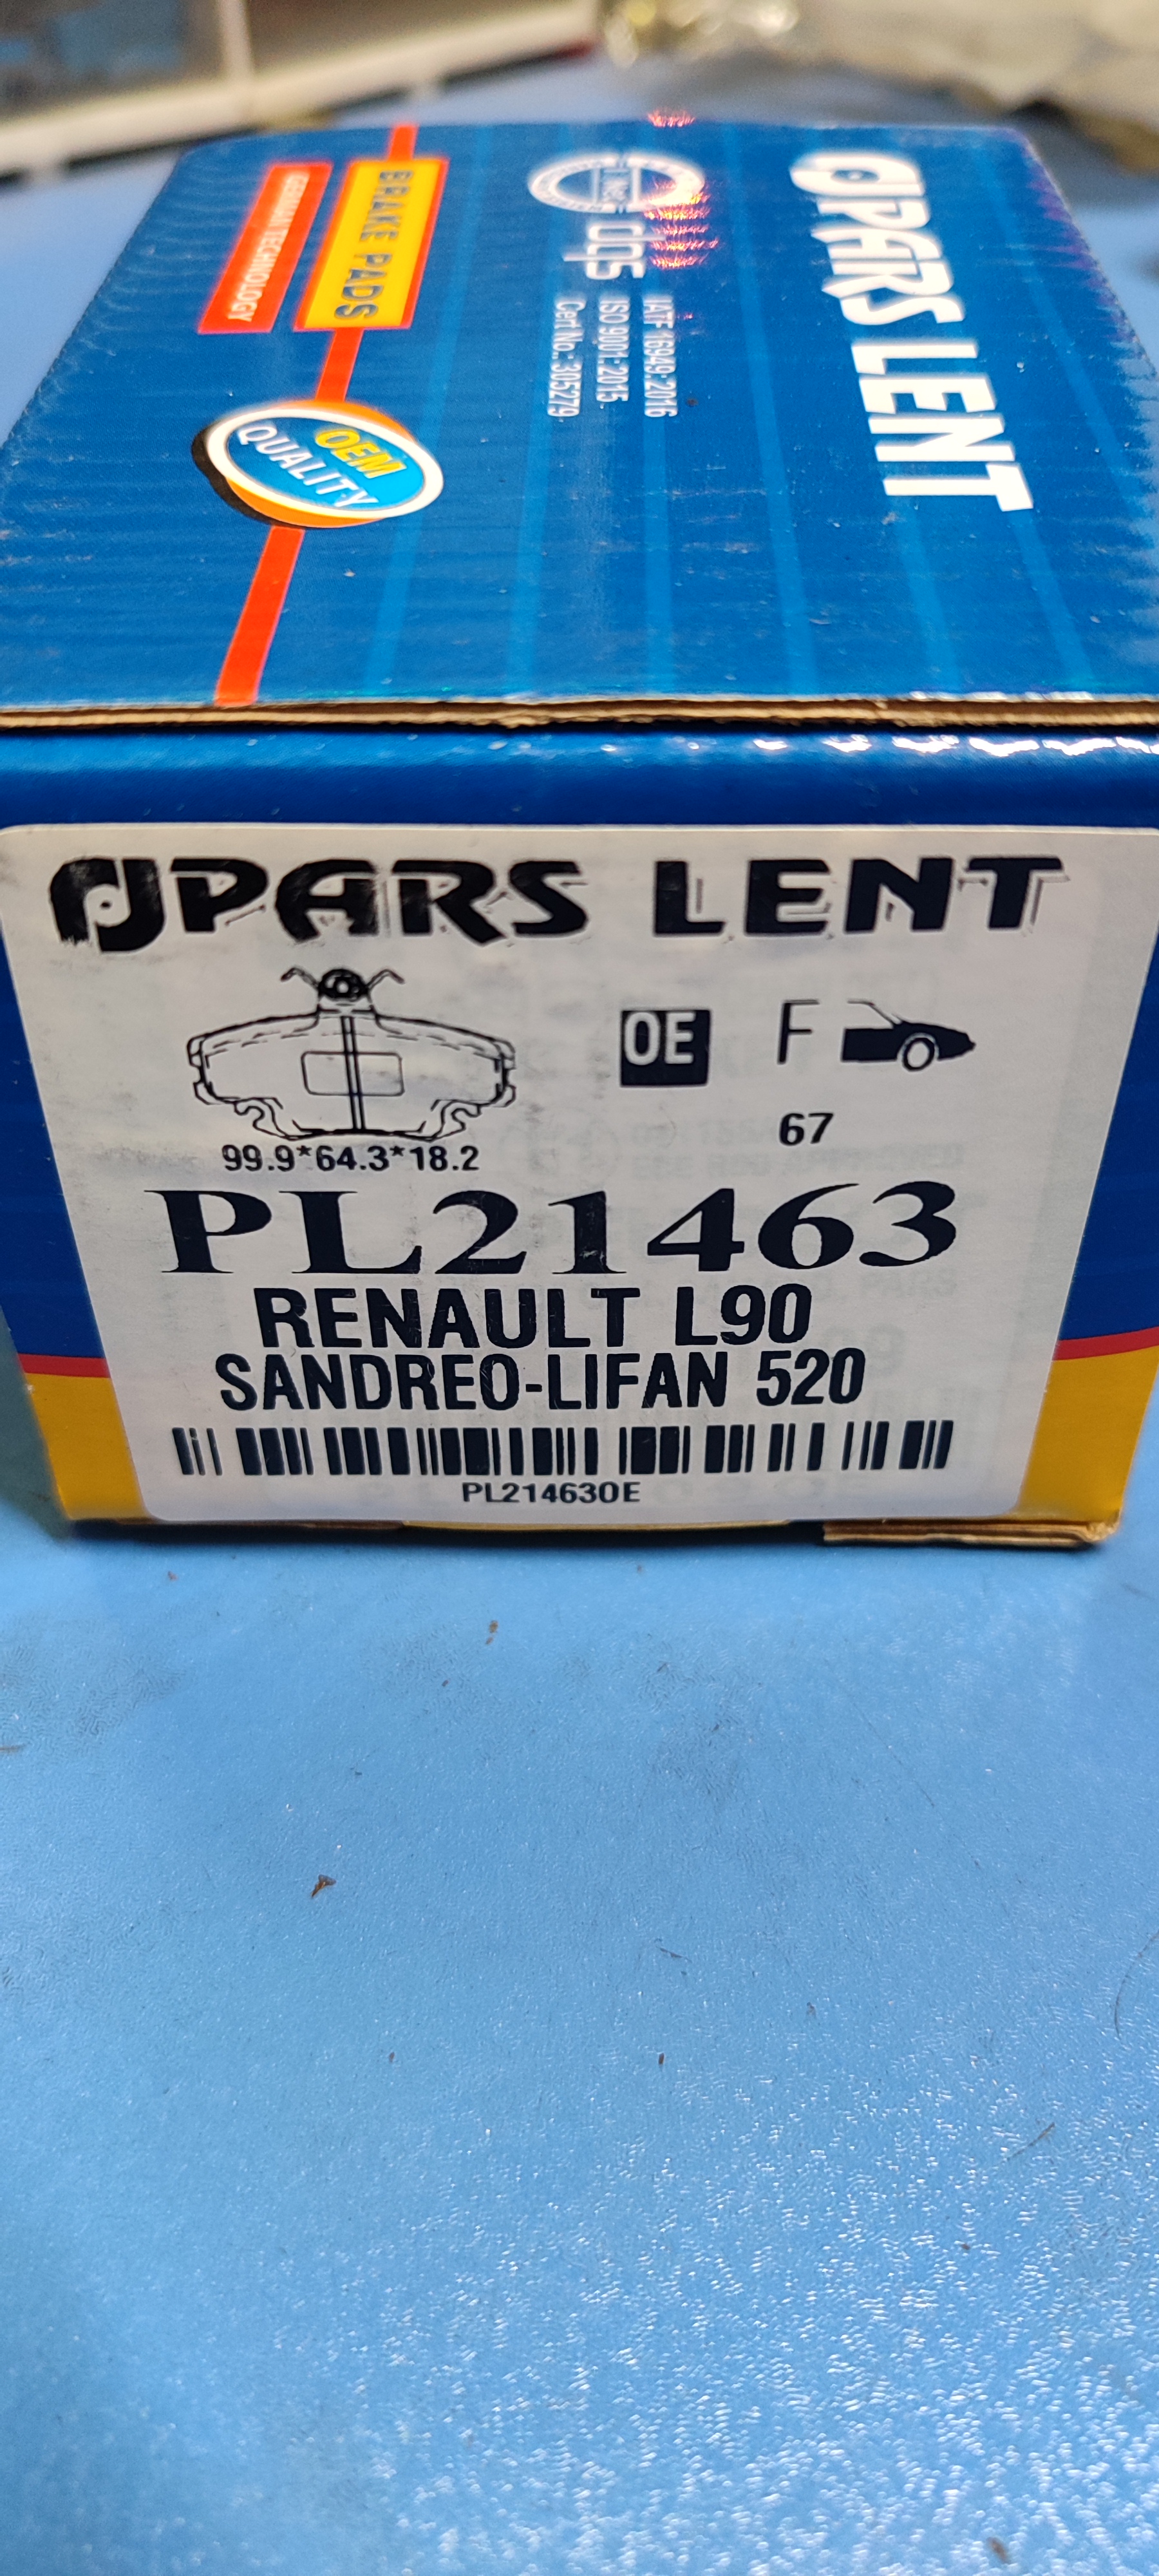 PARS LENT
IATF 16949:2016
ISO 9001:2015
Cert No.: 305279
dqs
BRAKE PADS
GERMAN TECHNOLOGY
OEM
QUALITY
PARS LENT
OE F
67
99.9*64.3*18.2
PL21463
RENAULT L90
SANDREO-LIFAN 520
PL21463OE